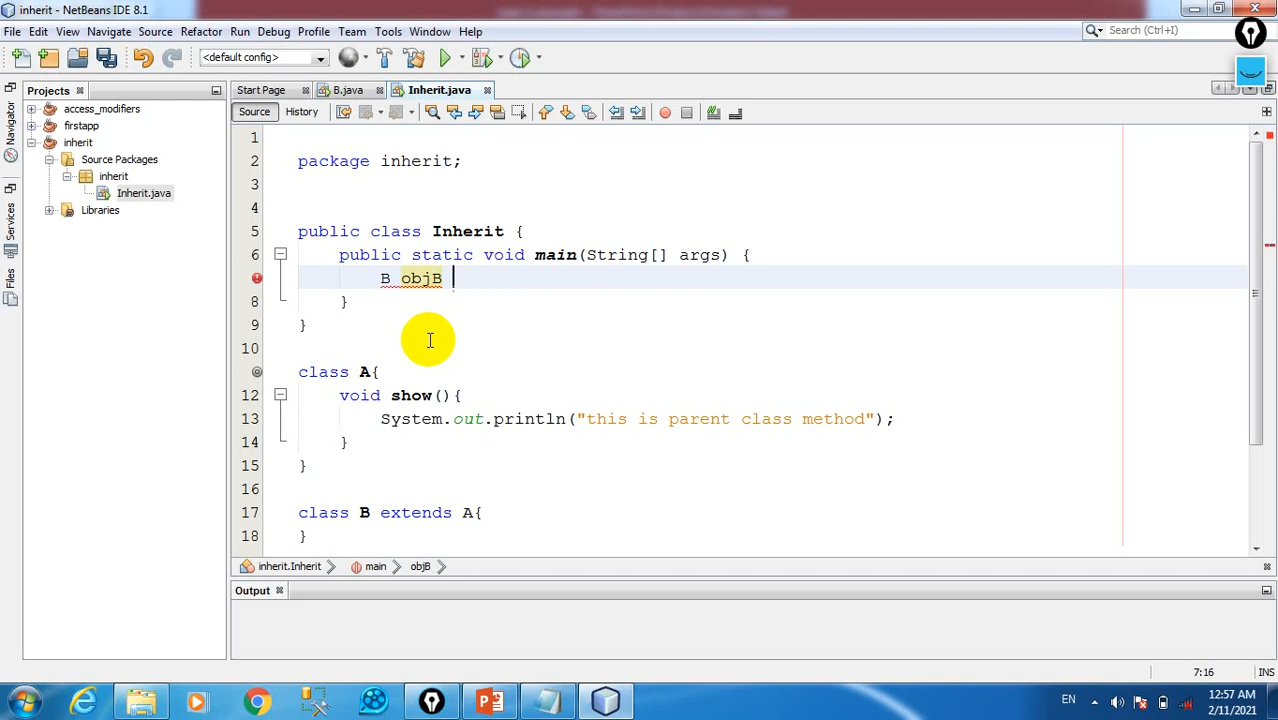 inherit - NetBeans IDE 8.1
File Edit View Navigate Source Refactor Run Debug Profile Team Tools Window Help
Search (Ctrl+I)
<default config>
Projects
Navigator
Services
Files
access_modifiers
firstapp
inherit
Source Packages
inherit
Inherit.java
Libraries
Start Page B.java Inherit.java
Source History
1
2 package inherit;
3
4
5 public class Inherit {
6 public static void main(String[] args) {
B objB
8 }
9 }
10
class A{
12 void show(){
13 System.out.println("this is parent class method");
14 }
15 }
16
17 class B extends A{
18 }
inherit.Inherit main objB
Output
7:16 INS
EN
12:57 AM
2/11/2021